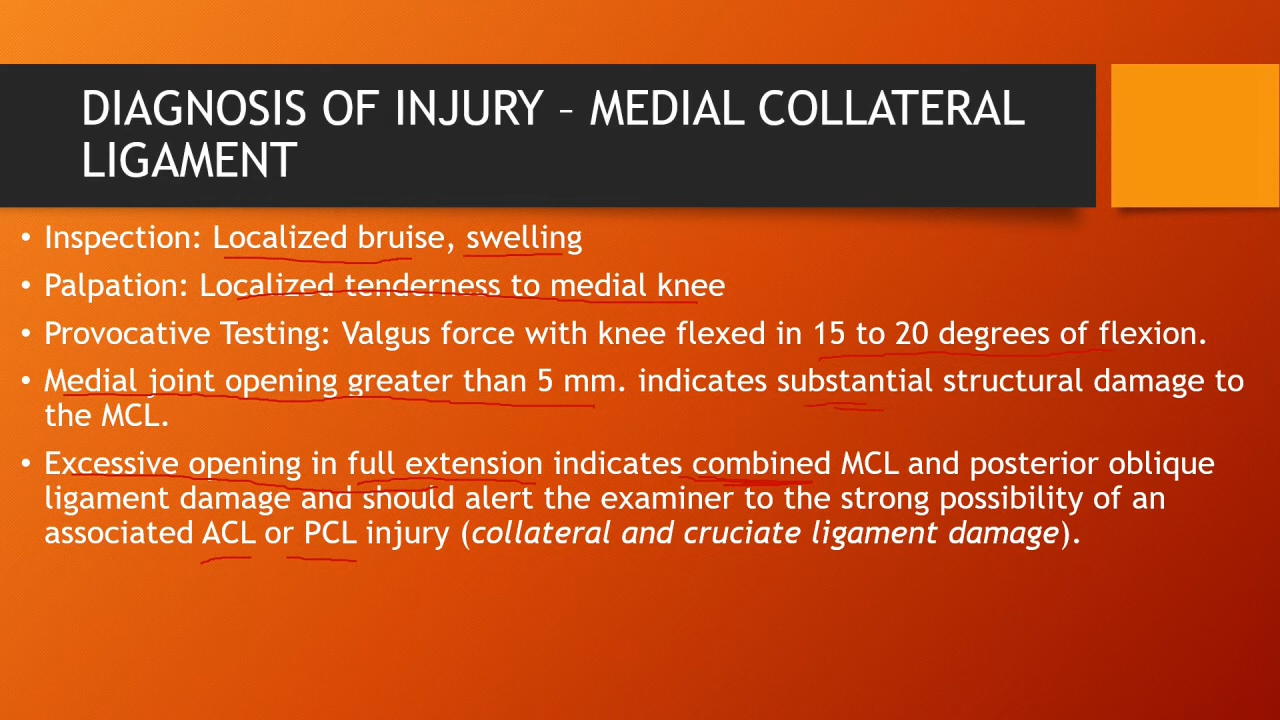 DIAGNOSIS OF INJURY – MEDIAL COLLATERAL
LIGAMENT
• Inspection: Localized bruise, swelling
• Palpation: Localized tenderness to medial knee
• Provocative Testing: Valgus force with knee flexed in 15 to 20 degrees of flexion.
• Medial joint opening greater than 5 mm. indicates substantial structural damage to
the MCL.
• Excessive opening in full extension indicates combined MCL and posterior oblique
ligament damage and should alert the examiner to the strong possibility of an
associated ACL or PCL injury (collateral and cruciate ligament damage).